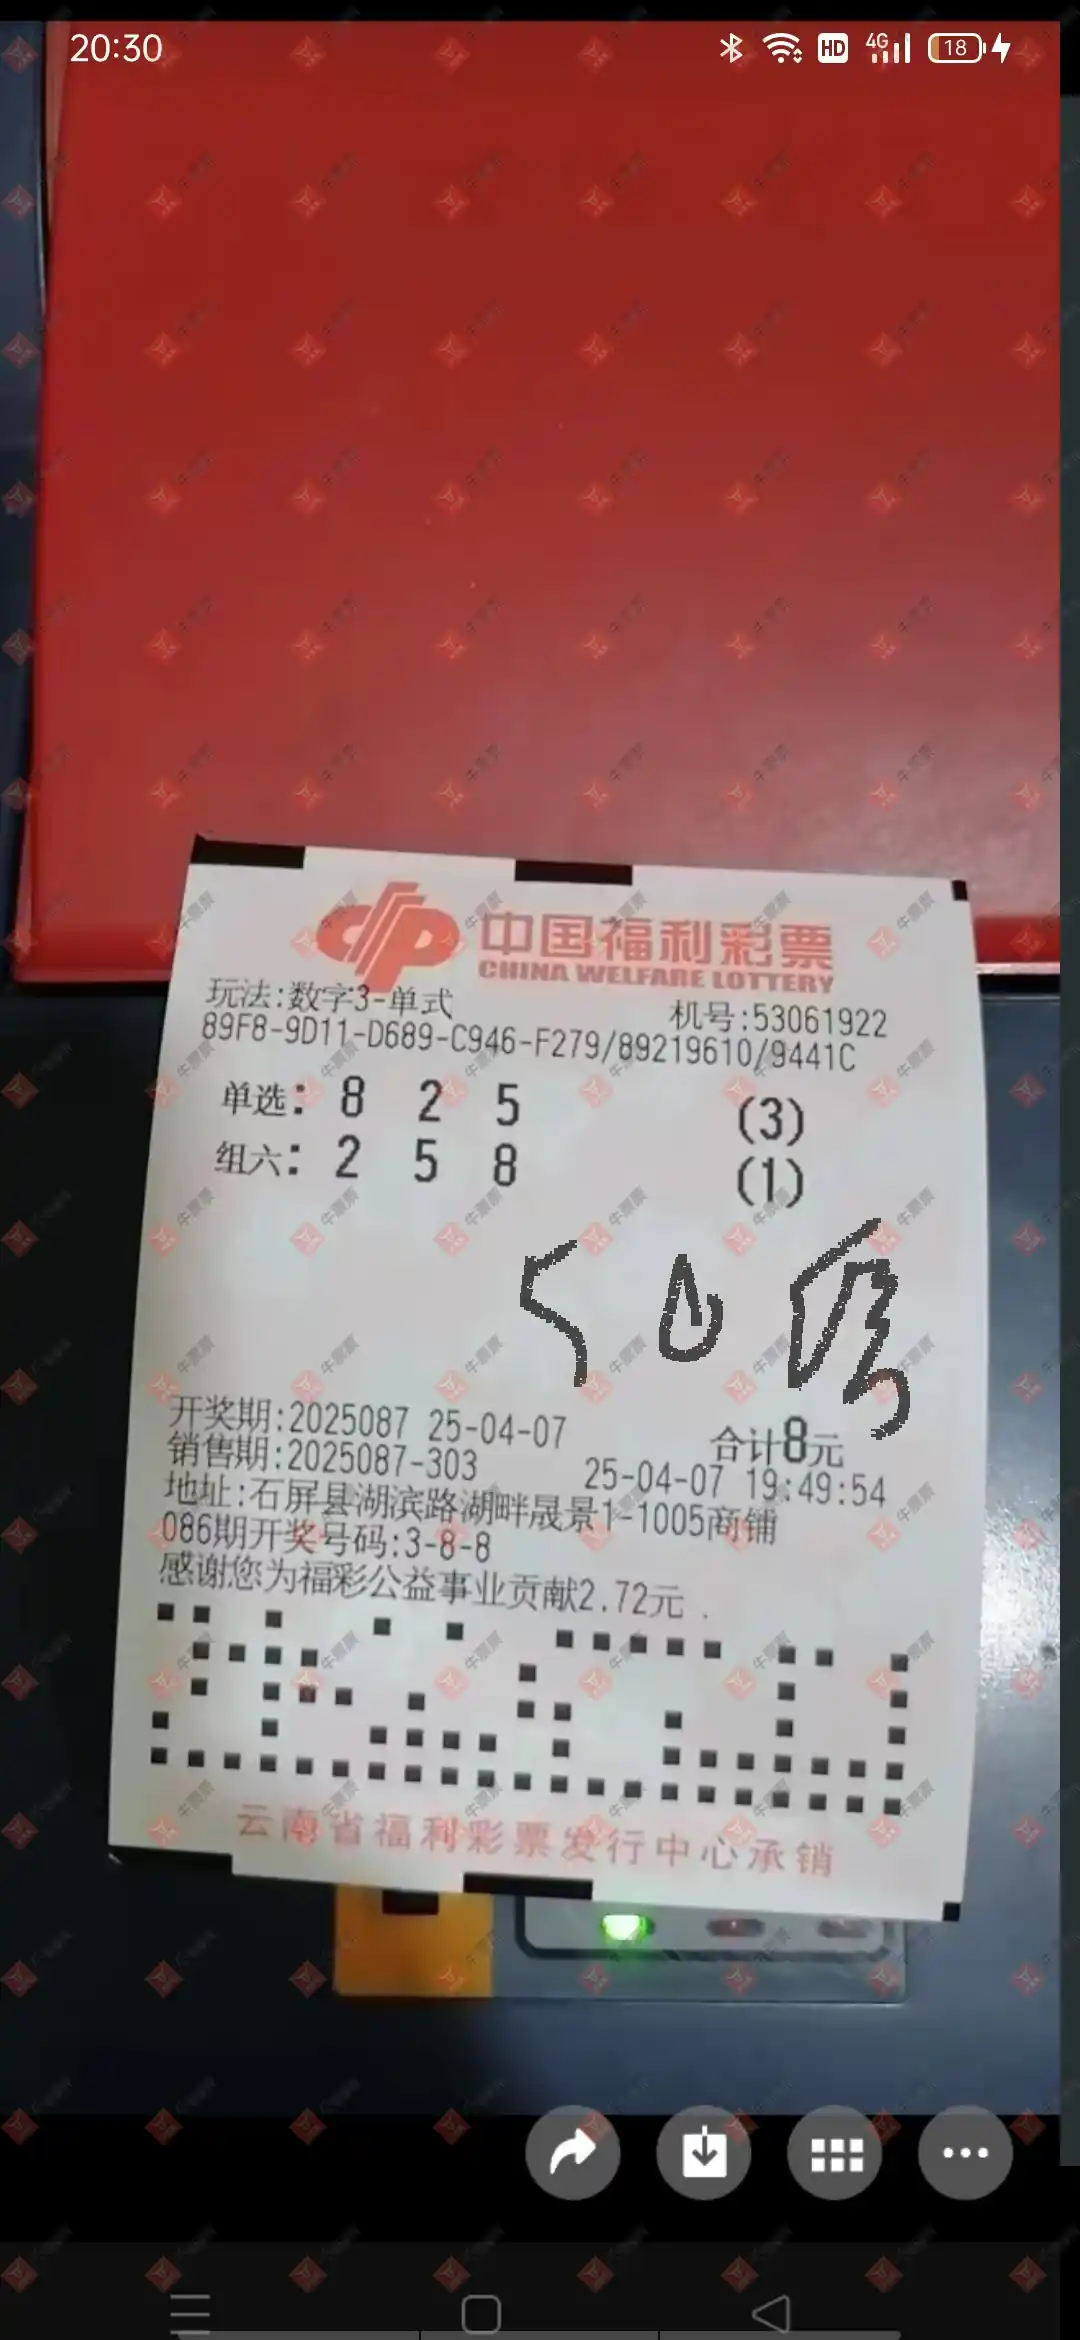 20:30
HD 4G 18
中国福利彩票
CHINA WELFARE LOTTERY
玩法:数字3-单式
机号:53061922
89F8-9D11-D689-C946-F279/89219610/9441C
单选: 8 2 5 (3)
组六: 2 5 8 (1)
50倍
开奖期:2025087 25-04-07
合计8元
销售期:2025087-303 25-04-07 19:49:54
地址:石屏县湖滨路湖畔晟景1-1005商铺
086期开奖号码:3-8-8
感谢您为福彩公益事业贡献2.72元 .
云南省福利彩票发行中心承销
牛票票